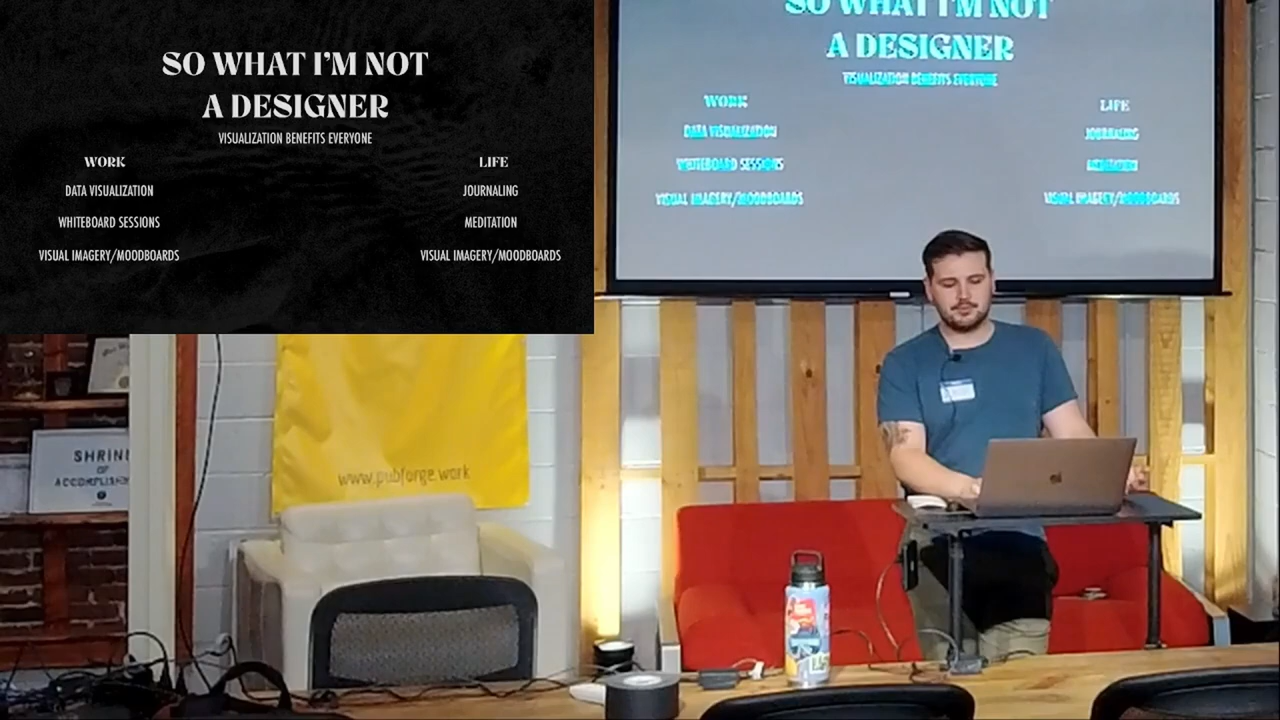 SO WHAT I'M NOT
A DESIGNER
VISUALIZATION BENEFITS EVERYONE
WORK
LIFE
DATA VISUALIZATION
JOURNALING
WHITEBOARD SESSIONS
MEDITATION
VISUAL IMAGERY/MOODBOARDS
VISUAL IMAGERY/MOODBOARDS
SO WHAT I'M NOT
A DESIGNER
VISUALIZATION BENEFITS EVERYONE
WORK
LIFE
DATA VISUALIZATION
JOURNALING
WHITEBOARD SESSIONS
MEDITATION
VISUAL IMAGERY/MOODBOARDS
VISUAL IMAGERY/MOODBOARDS
www.pubforge.work
SHRINE
OF